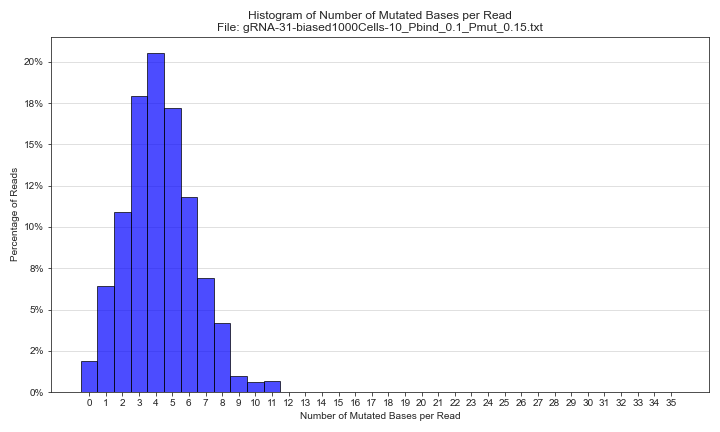 Histogram of Number of Mutated Bases per Read
File: gRNA-31-biased1000Cells-10_Pbind_0.1_Pmut_0.15.txt
20%
18%
15%
12%
10%
8%
5%
2%
0%
Percentage of Reads
0 1 2 3 4 5 6 7 8 9 10 11 12 13 14 15 16 17 18 19 20 21 22 23 24 25 26 27 28 29 30 31 32 33 34 35
Number of Mutated Bases per Read